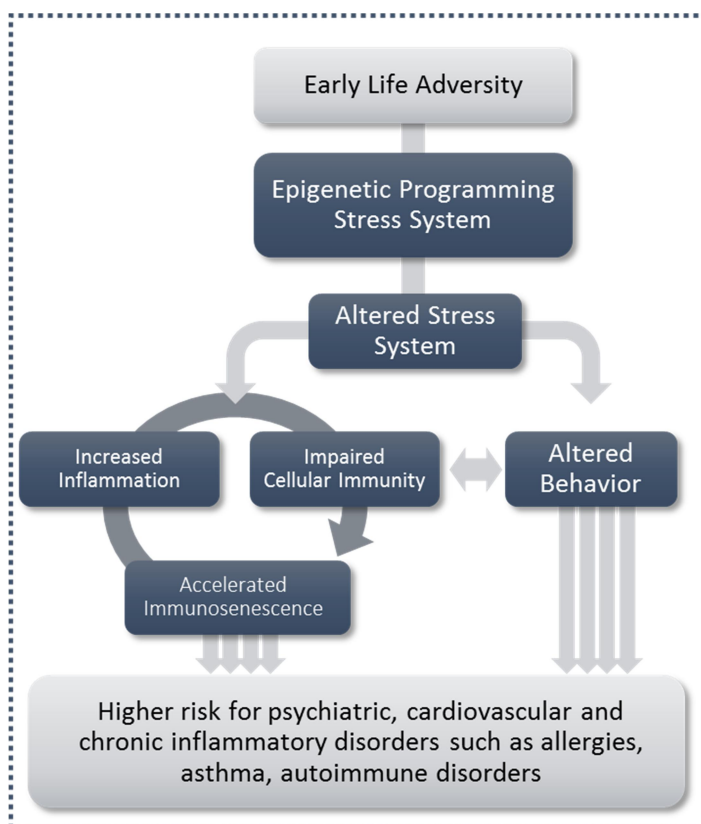 Early Life Adversity
Epigenetic Programming
Stress System
Altered Stress
System
Increased
Inflammation
Impaired
Cellular Immunity
Altered
Behavior
Accelerated
Immunosenescence
Higher risk for psychiatric, cardiovascular and
chronic inflammatory disorders such as allergies,
asthma, autoimmune disorders